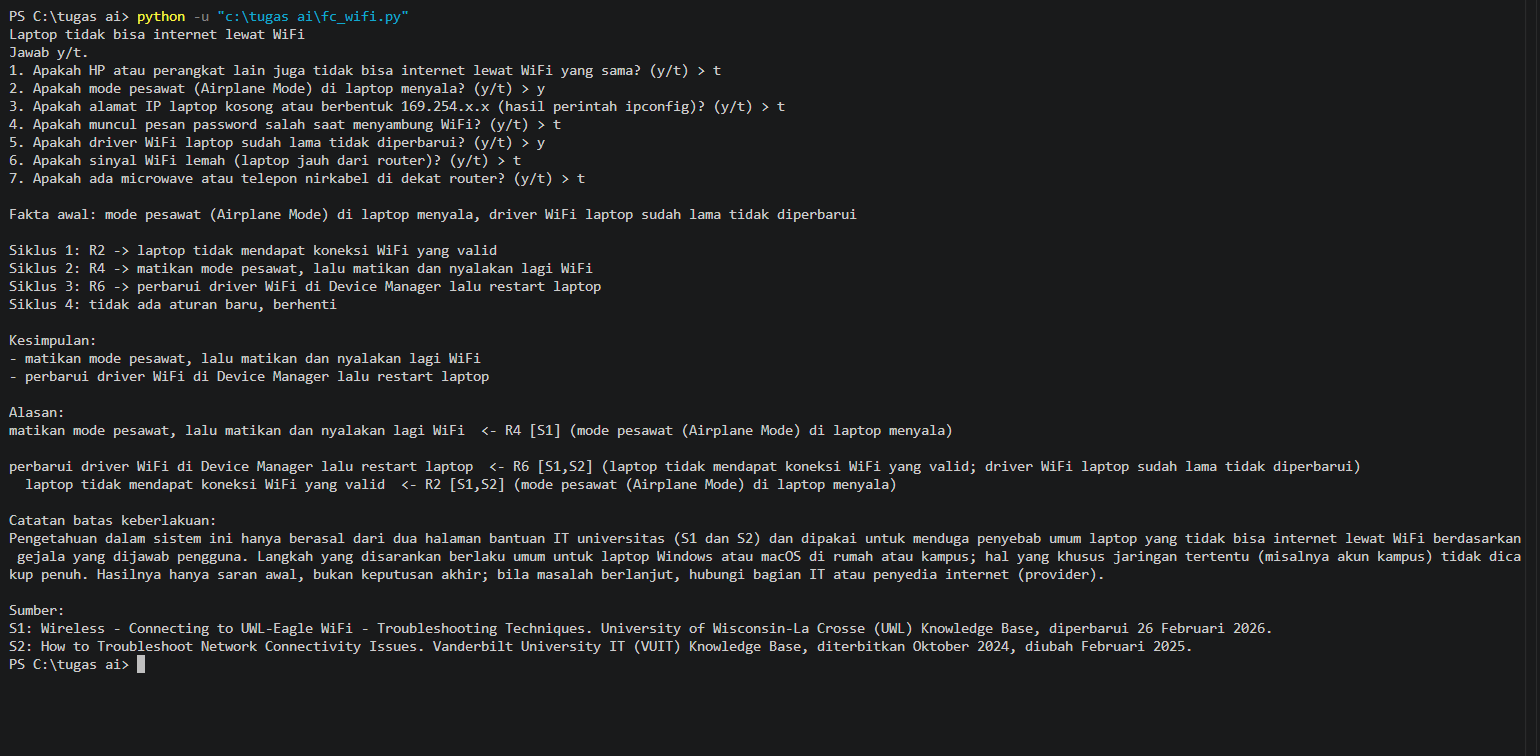 PS C:\tugas ai> python -u "c:\tugas ai\fc_wifi.py"
Laptop tidak bisa internet lewat WiFi
Jawab y/t.
1. Apakah HP atau perangkat lain juga tidak bisa internet lewat WiFi yang sama? (y/t) > t
2. Apakah mode pesawat (Airplane Mode) di laptop menyala? (y/t) > y
3. Apakah alamat IP laptop kosong atau berbentuk 169.254.x.x (hasil perintah ipconfig)? (y/t) > t
4. Apakah muncul pesan password salah saat menyambung WiFi? (y/t) > t
5. Apakah driver WiFi laptop sudah lama tidak diperbarui? (y/t) > y
6. Apakah sinyal WiFi lemah (laptop jauh dari router)? (y/t) > t
7. Apakah ada microwave atau telepon nirkabel di dekat router? (y/t) > t

Fakta awal: mode pesawat (Airplane Mode) di laptop menyala, driver WiFi laptop sudah lama tidak diperbarui

Siklus 1: R2 -> laptop tidak mendapat koneksi WiFi yang valid
Siklus 2: R4 -> matikan mode pesawat, lalu matikan dan nyalakan lagi WiFi
Siklus 3: R6 -> perbarui driver WiFi di Device Manager lalu restart laptop
Siklus 4: tidak ada aturan baru, berhenti

Kesimpulan:
- matikan mode pesawat, lalu matikan dan nyalakan lagi WiFi
- perbarui driver WiFi di Device Manager lalu restart laptop

Alasan:
matikan mode pesawat, lalu matikan dan nyalakan lagi WiFi  <- R4 [S1] (mode pesawat (Airplane Mode) di laptop menyala)

perbarui driver WiFi di Device Manager lalu restart laptop  <- R6 [S1,S2] (laptop tidak mendapat koneksi WiFi yang valid; driver WiFi laptop sudah lama tidak diperbarui)
  laptop tidak mendapat koneksi WiFi yang valid  <- R2 [S1,S2] (mode pesawat (Airplane Mode) di laptop menyala)

Catatan batas keberlakuan:
Pengetahuan dalam sistem ini hanya berasal dari dua halaman bantuan IT universitas (S1 dan S2) dan dipakai untuk menduga penyebab umum laptop yang tidak bisa internet lewat WiFi berdasarkan
 gejala yang dijawab pengguna. Langkah yang disarankan berlaku umum untuk laptop Windows atau macOS di rumah atau kampus; hal yang khusus jaringan tertentu (misalnya akun kampus) tidak dica
kup penuh. Hasilnya hanya saran awal, bukan keputusan akhir; bila masalah berlanjut, hubungi bagian IT atau penyedia internet (provider).

Sumber:
S1: Wireless - Connecting to UWL-Eagle WiFi - Troubleshooting Techniques. University of Wisconsin-La Crosse (UWL) Knowledge Base, diperbarui 26 Februari 2026.
S2: How to Troubleshoot Network Connectivity Issues. Vanderbilt University IT (VUIT) Knowledge Base, diterbitkan Oktober 2024, diubah Februari 2025.
PS C:\tugas ai>